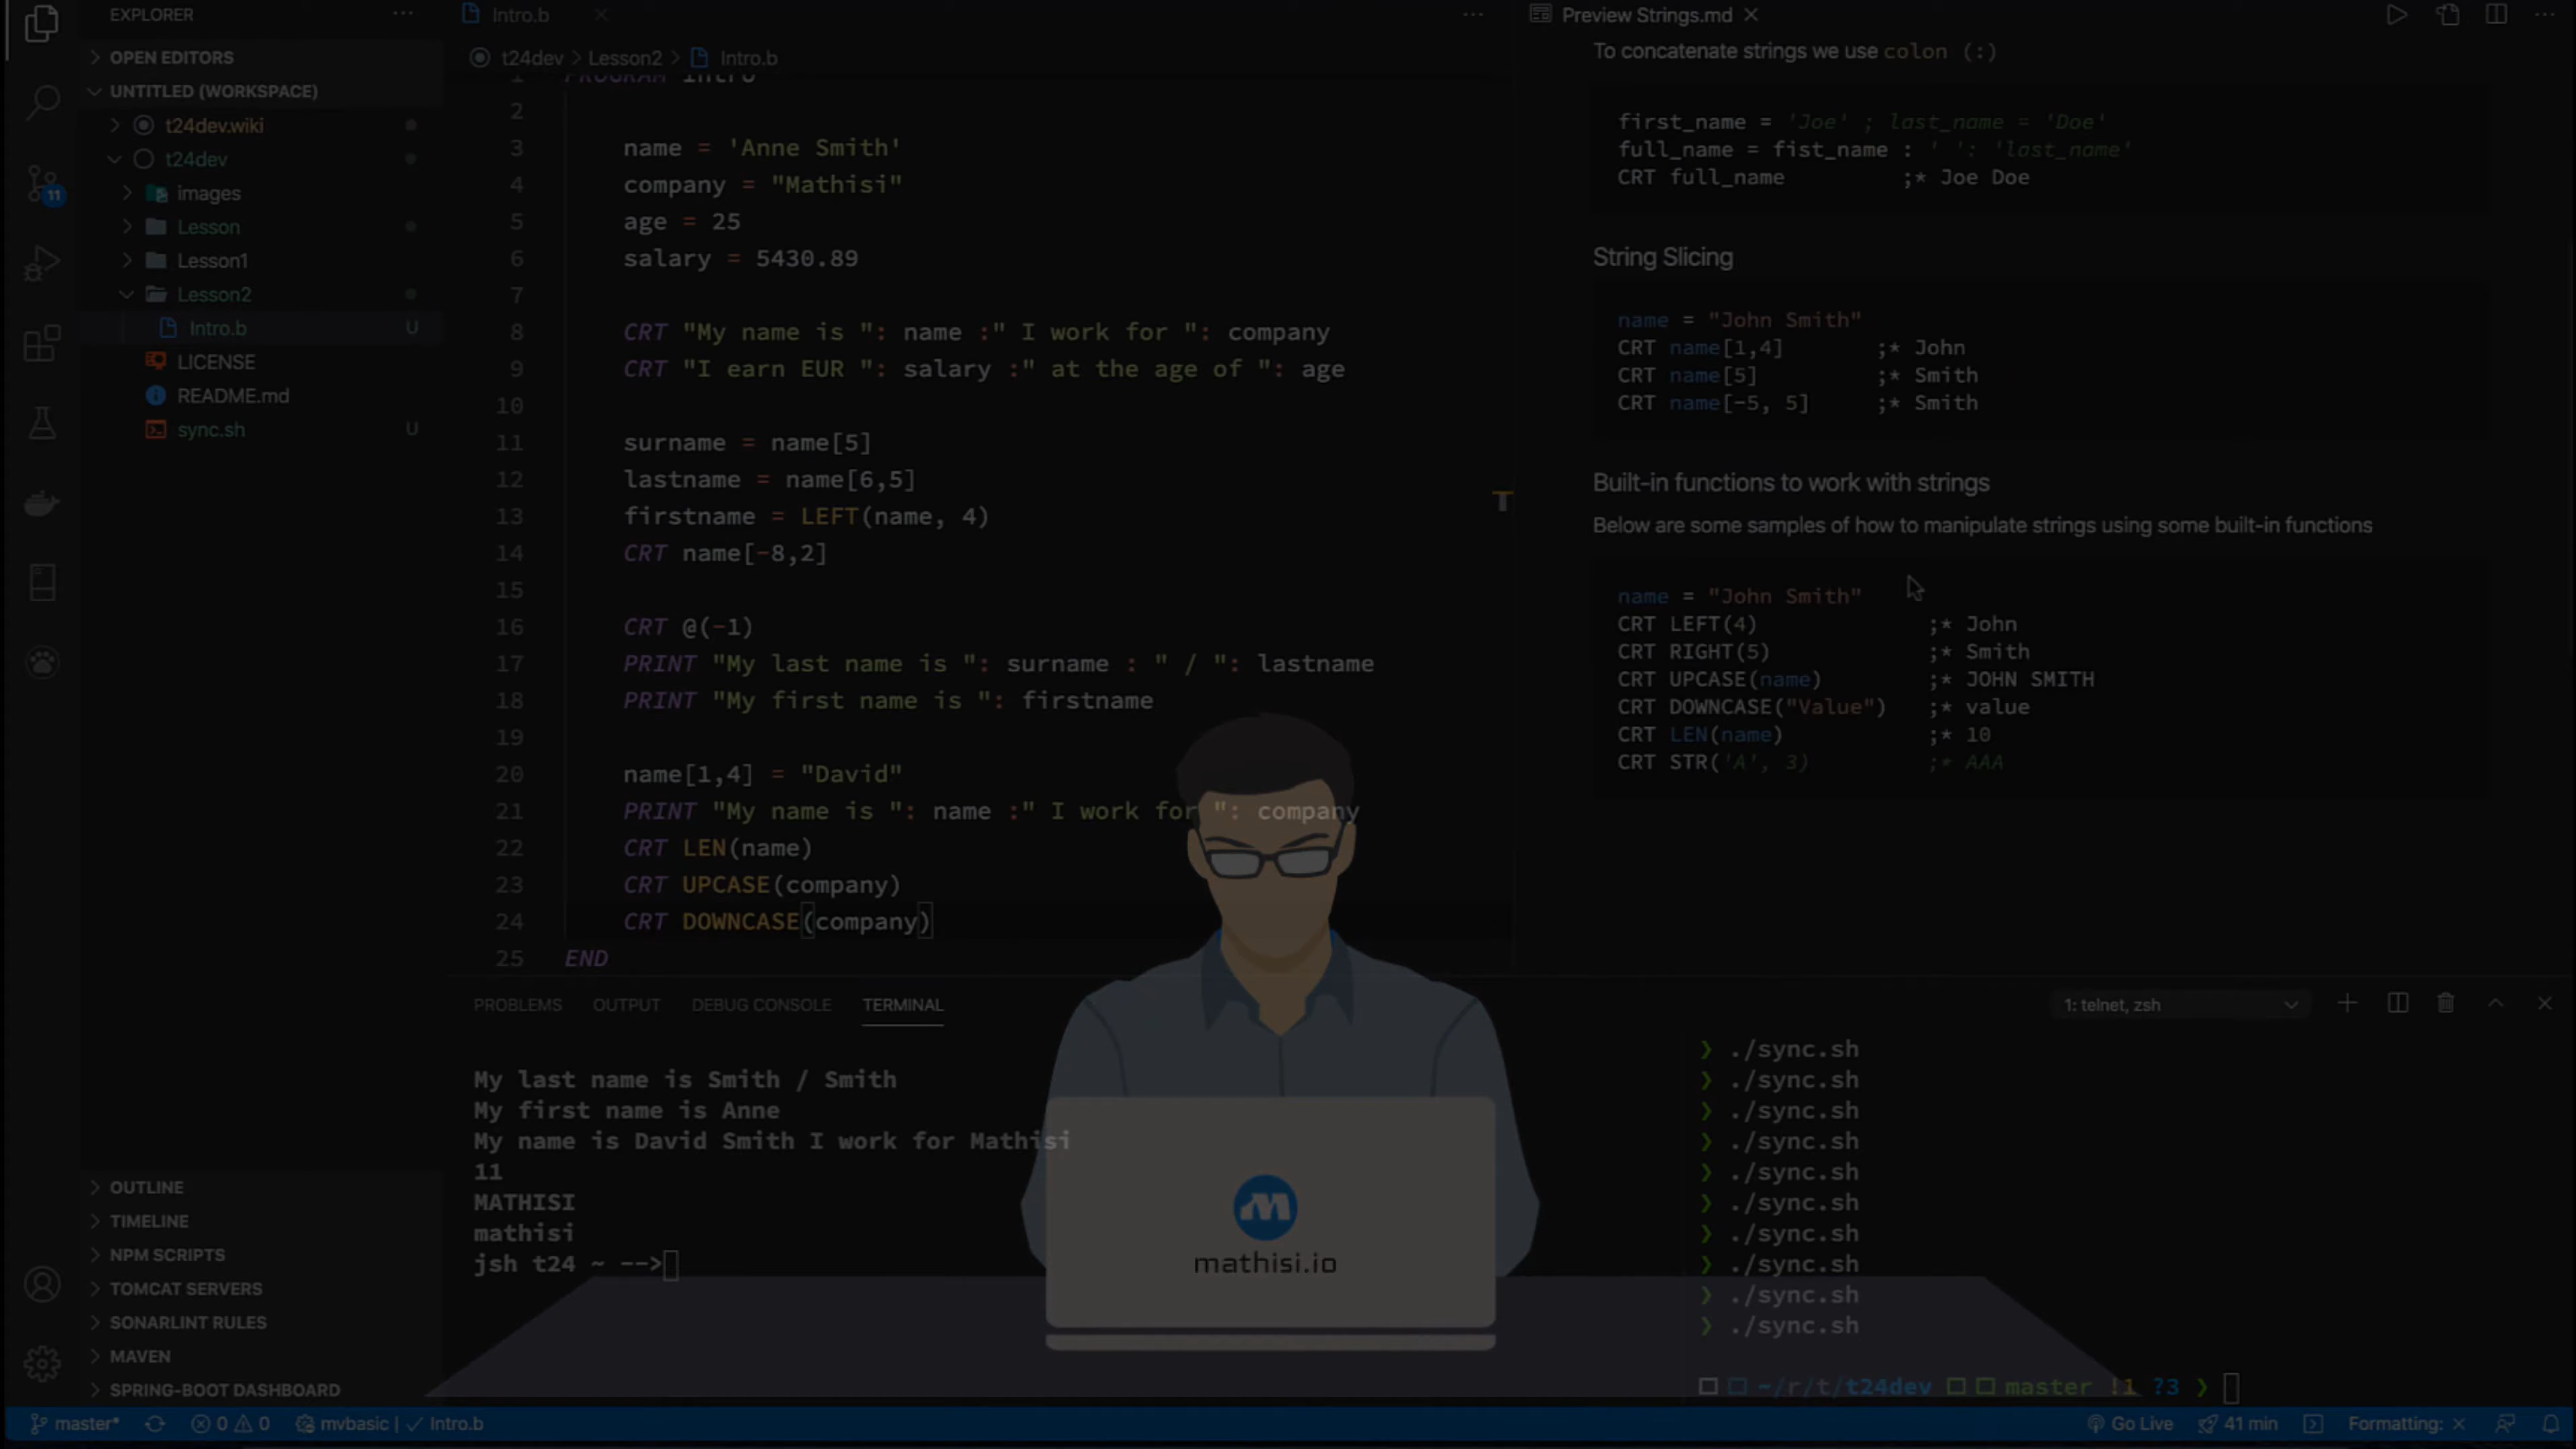 EXPLORER
OPEN EDITORS
UNTITLED (WORKSPACE)
t24dev.wiki
t24dev
images
Lesson
Lesson1
Lesson2
Intro.b U
LICENSE
README.md
sync.sh U
11
OUTLINE
TIMELINE
NPM SCRIPTS
TOMCAT SERVERS
SONARLINT RULES
MAVEN
SPRING-BOOT DASHBOARD
Intro.b
t24dev > Lesson2 > Intro.b
1 PROGRAM Intro
2
3 name = 'Anne Smith'
4 company = "Mathisi"
5 age = 25
6 salary = 5430.89
7
8 CRT "My name is ": name :" I work for ": company
9 CRT "I earn EUR ": salary :" at the age of ": age
10
11 surname = name[5]
12 lastname = name[6,5]
13 firstname = LEFT(name, 4)
14 CRT name[-8,2]
15
16 CRT @(-1)
17 PRINT "My last name is ": surname : " / ": lastname
18 PRINT "My first name is ": firstname
19
20 name[1,4] = "David"
21 PRINT "My name is ": name :" I work for ": company
22 CRT LEN(name)
23 CRT UPCASE(company)
24 CRT DOWNCASE(company)
25 END
Preview Strings.md
To concatenate strings we use colon (:)
first_name = 'Joe' ; last_name = 'Doe'
full_name = fist_name : ' ': 'last_name'
CRT full_name ;* Joe Doe
String Slicing
name = "John Smith"
CRT name[1,4] ;* John
CRT name[5] ;* Smith
CRT name[-5, 5] ;* Smith
Built-in functions to work with strings
Below are some samples of how to manipulate strings using some built-in functions
name = "John Smith"
CRT LEFT(4) ;* John
CRT RIGHT(5) ;* Smith
CRT UPCASE(name) ;* JOHN SMITH
CRT DOWNCASE("Value") ;* value
CRT LEN(name) ;* 10
CRT STR('A', 3) ;* AAA
PROBLEMS OUTPUT DEBUG CONSOLE TERMINAL
1: telnet, zsh
My last name is Smith / Smith
My first name is Anne
My name is David Smith I work for Mathisi
11
MATHISI
mathisi
jsh t24 ~ -->
❯ ./sync.sh
❯ ./sync.sh
❯ ./sync.sh
❯ ./sync.sh
❯ ./sync.sh
❯ ./sync.sh
❯ ./sync.sh
❯ ./sync.sh
❯ ./sync.sh
❯ ./sync.sh
~/r/t/t24dev master !1 ?3 ❯
mathisi.io
master* 0 0 mvbasic | ✓ Intro.b
Go Live 41 min Formatting: ×